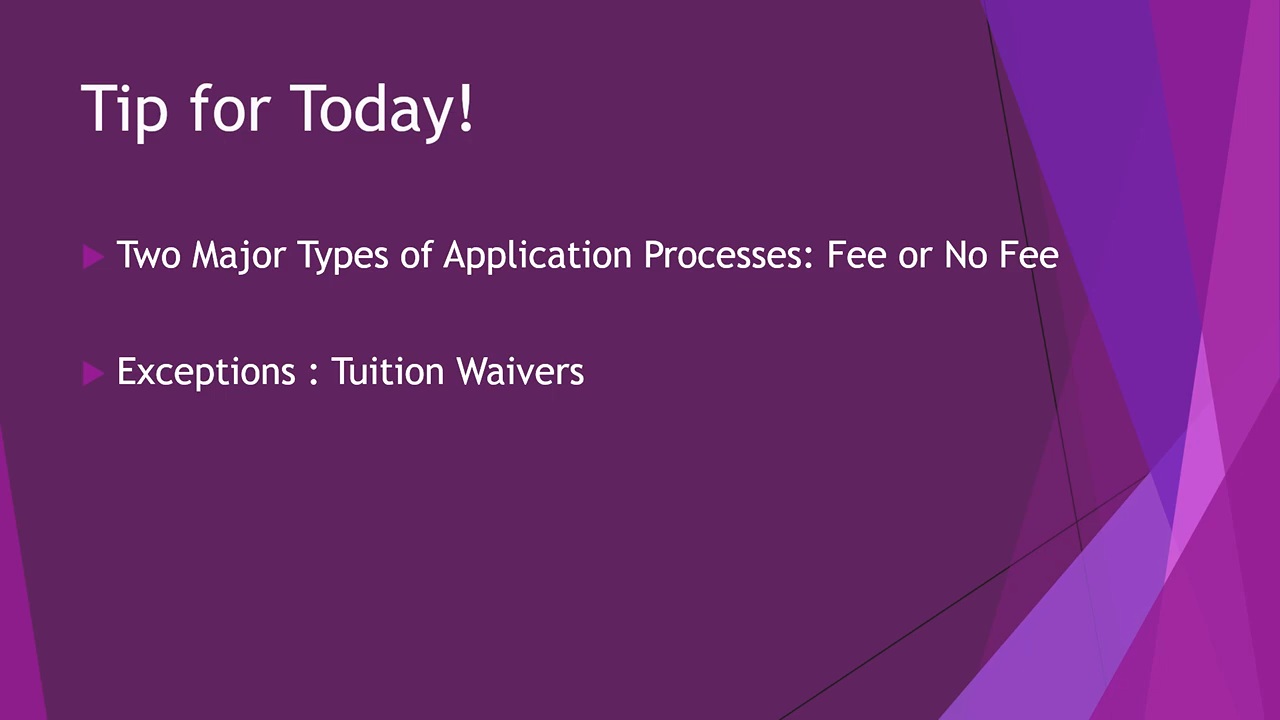 Tip for Today!
Two Major Types of Application Processes: Fee or No Fee
Exceptions : Tuition Waivers